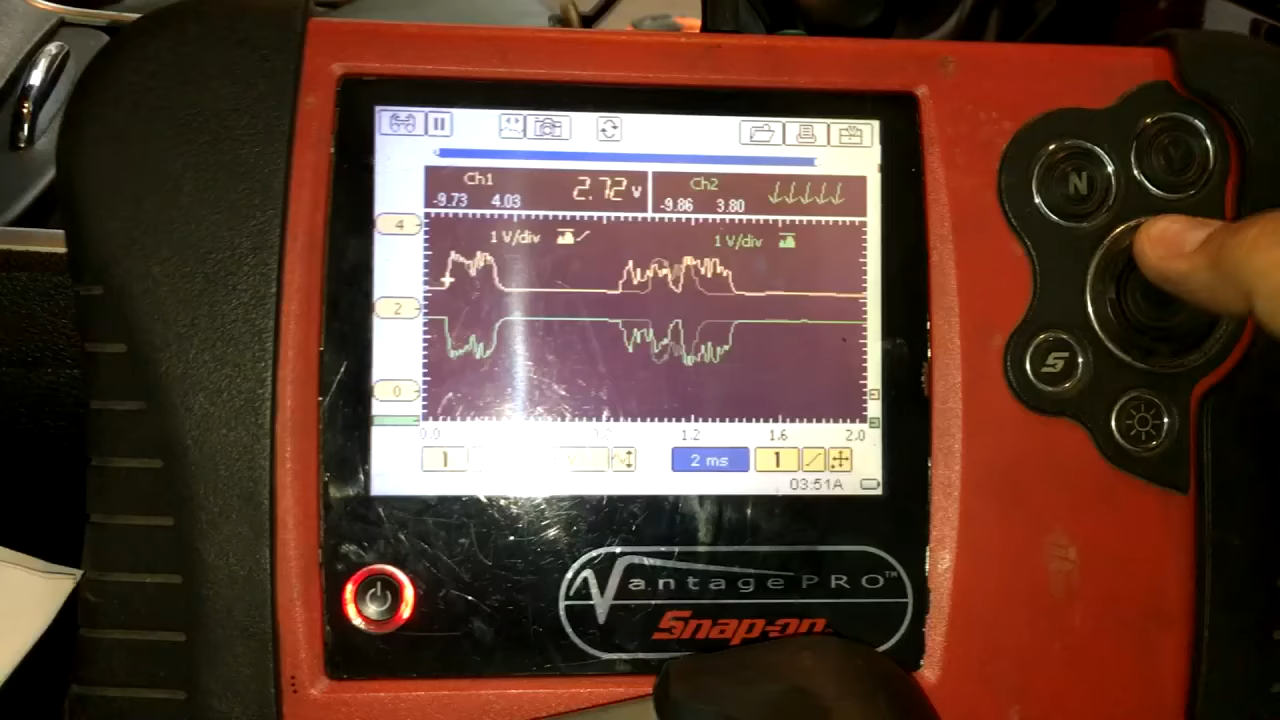 Ch1
-9.73 4.03
2.72 V
Ch2
-9.86 3.80
4
1 V/div
1 V/div
2
0
0.0
1.2 1.6 2.0
1
2 ms
1
03:51A
N
Y
S
VantagePRO™
Snap-on